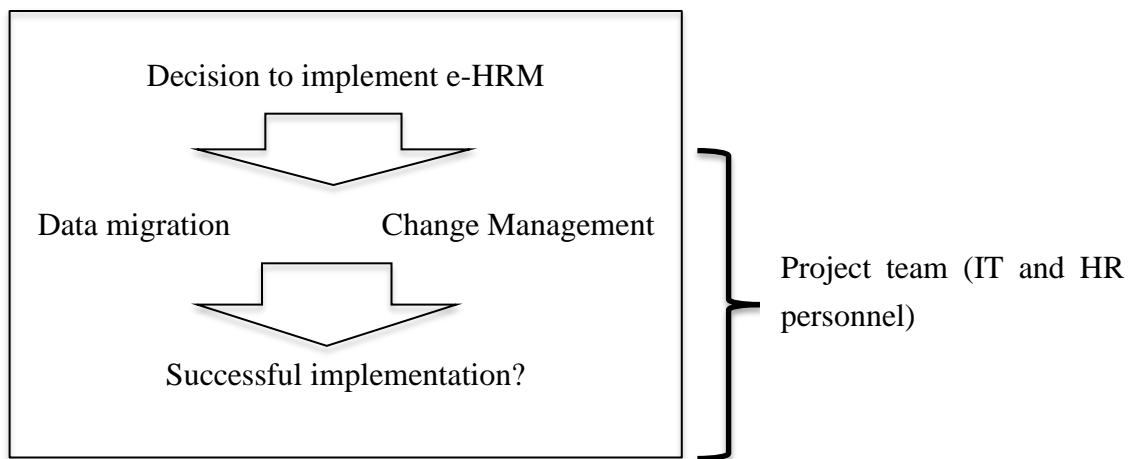 Decision to implement e-HRM
Data migration
Change Management
Project team (IT and HR
personnel)
Successful implementation?